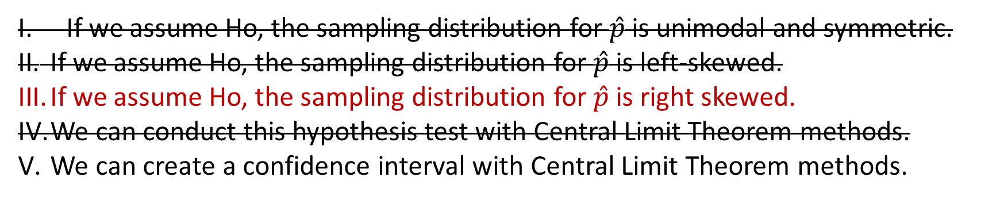 I. If we assume Ho, the sampling distribution for p̂ is unimodal and symmetric.
II. If we assume Ho, the sampling distribution for p̂ is left-skewed.
III. If we assume Ho, the sampling distribution for p̂ is right skewed.
IV. We can conduct this hypothesis test with Central Limit Theorem methods.
V. We can create a confidence interval with Central Limit Theorem methods.